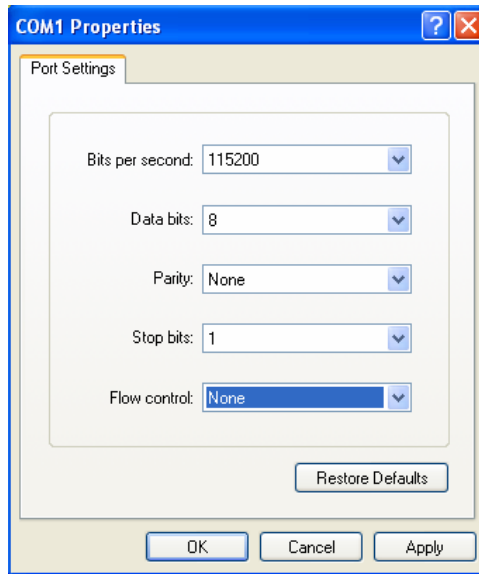 COM1 Properties
Port Settings
Bits per second: 115200
Data bits: 8
Parity: None
Stop bits: 1
Flow control: None
Restore Defaults
OK Cancel Apply